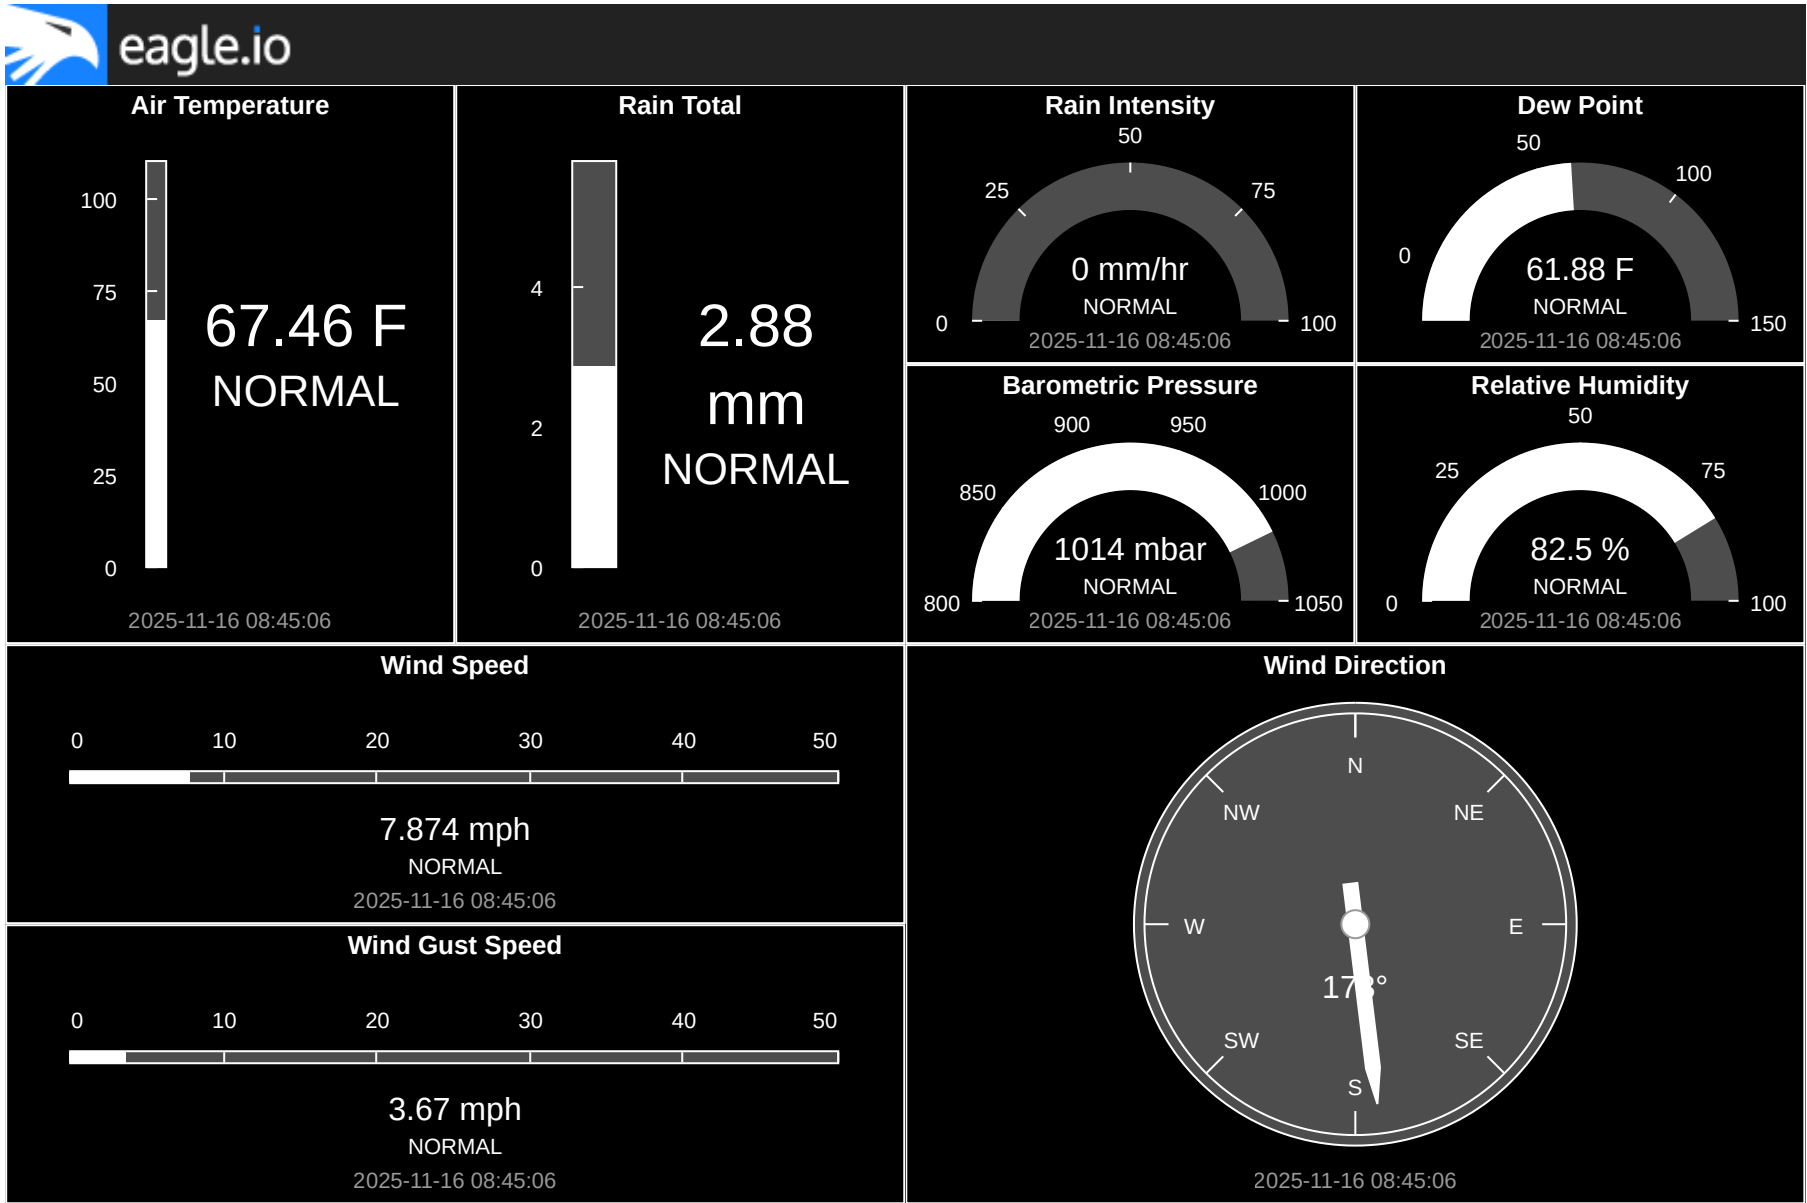 eagle.io
Air Temperature
100
75
50
25
0
67.46 F
NORMAL
2025-11-16 08:45:06
Rain Total
4
2
0
2.88
mm
NORMAL
2025-11-16 08:45:06
Rain Intensity
50
25
75
0
100
0 mm/hr
NORMAL
2025-11-16 08:45:06
Dew Point
50
100
0
150
61.88 F
NORMAL
2025-11-16 08:45:06
Barometric Pressure
900
950
850
1000
800
1050
1014 mbar
NORMAL
2025-11-16 08:45:06
Relative Humidity
50
25
75
0
100
82.5 %
NORMAL
2025-11-16 08:45:06
Wind Speed
0 10 20 30 40 50
7.874 mph
NORMAL
2025-11-16 08:45:06
Wind Gust Speed
0 10 20 30 40 50
3.67 mph
NORMAL
2025-11-16 08:45:06
Wind Direction
N
NW
NE
W
E
SW
SE
S
2025-11-16 08:45:06